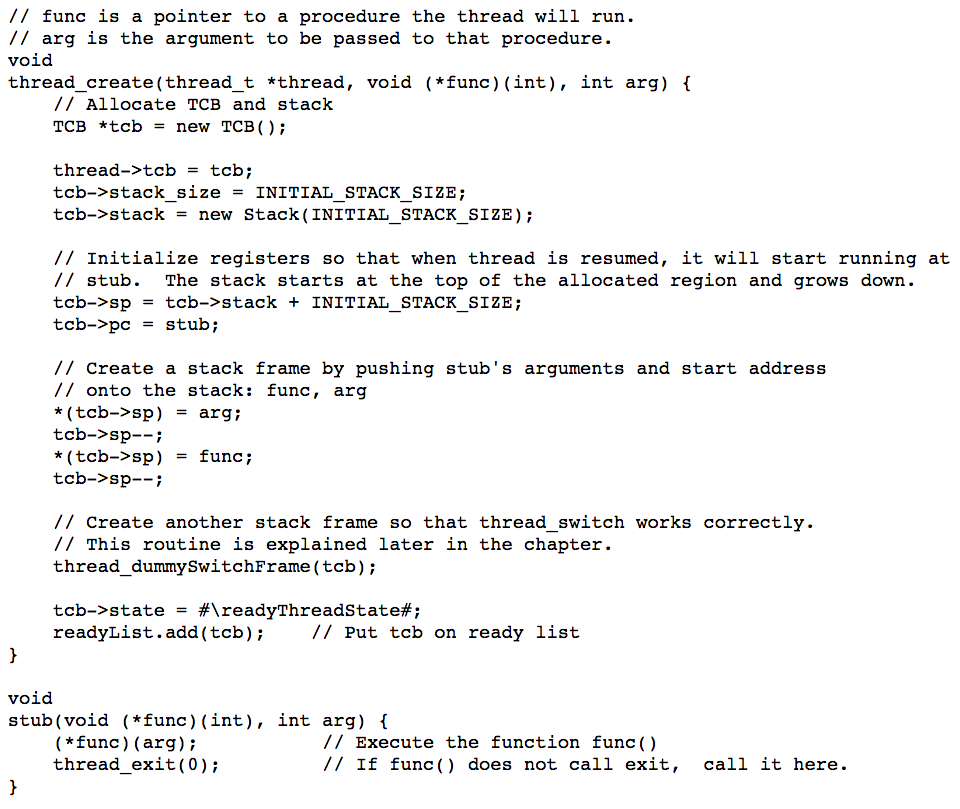 // func is a pointer to a procedure the thread will run.
// arg is the argument to be passed to that procedure.
void
thread_create(thread_t *thread, void (*func)(int), int arg) {
    // Allocate TCB and stack
    TCB *tcb = new TCB();

    thread->tcb = tcb;
    tcb->stack_size = INITIAL_STACK_SIZE;
    tcb->stack = new Stack(INITIAL_STACK_SIZE);

    // Initialize registers so that when thread is resumed, it will start running at
    // stub.  The stack starts at the top of the allocated region and grows down.
    tcb->sp = tcb->stack + INITIAL_STACK_SIZE;
    tcb->pc = stub;

    // Create a stack frame by pushing stub's arguments and start address
    // onto the stack: func, arg
    *(tcb->sp) = arg;
    tcb->sp--;
    *(tcb->sp) = func;
    tcb->sp--;

    // Create another stack frame so that thread_switch works correctly.
    // This routine is explained later in the chapter.
    thread_dummySwitchFrame(tcb);

    tcb->state = #\readyThreadState#;
    readyList.add(tcb);    // Put tcb on ready list
}

void
stub(void (*func)(int), int arg) {
    (*func)(arg);           // Execute the function func()
    thread_exit(0);         // If func() does not call exit,  call it here.
}